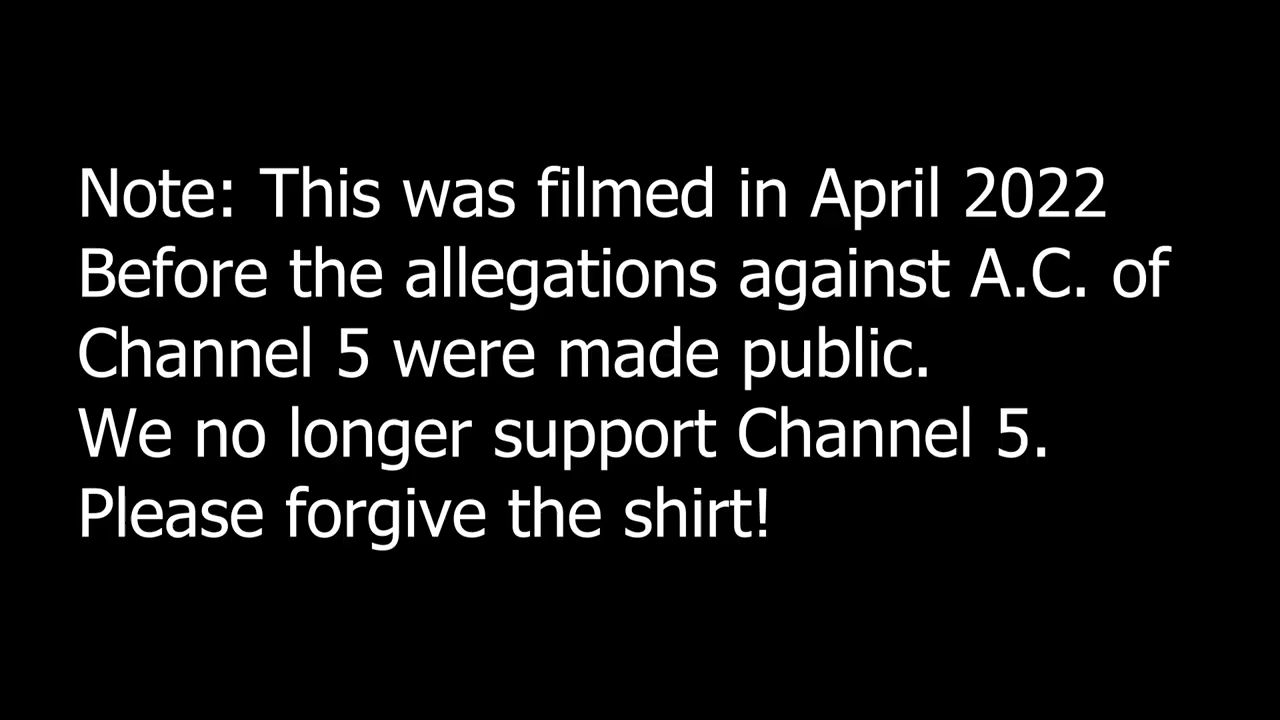 Note: This was filmed in April 2022
Before the allegations against A.C. of
Channel 5 were made public.
We no longer support Channel 5.
Please forgive the shirt!